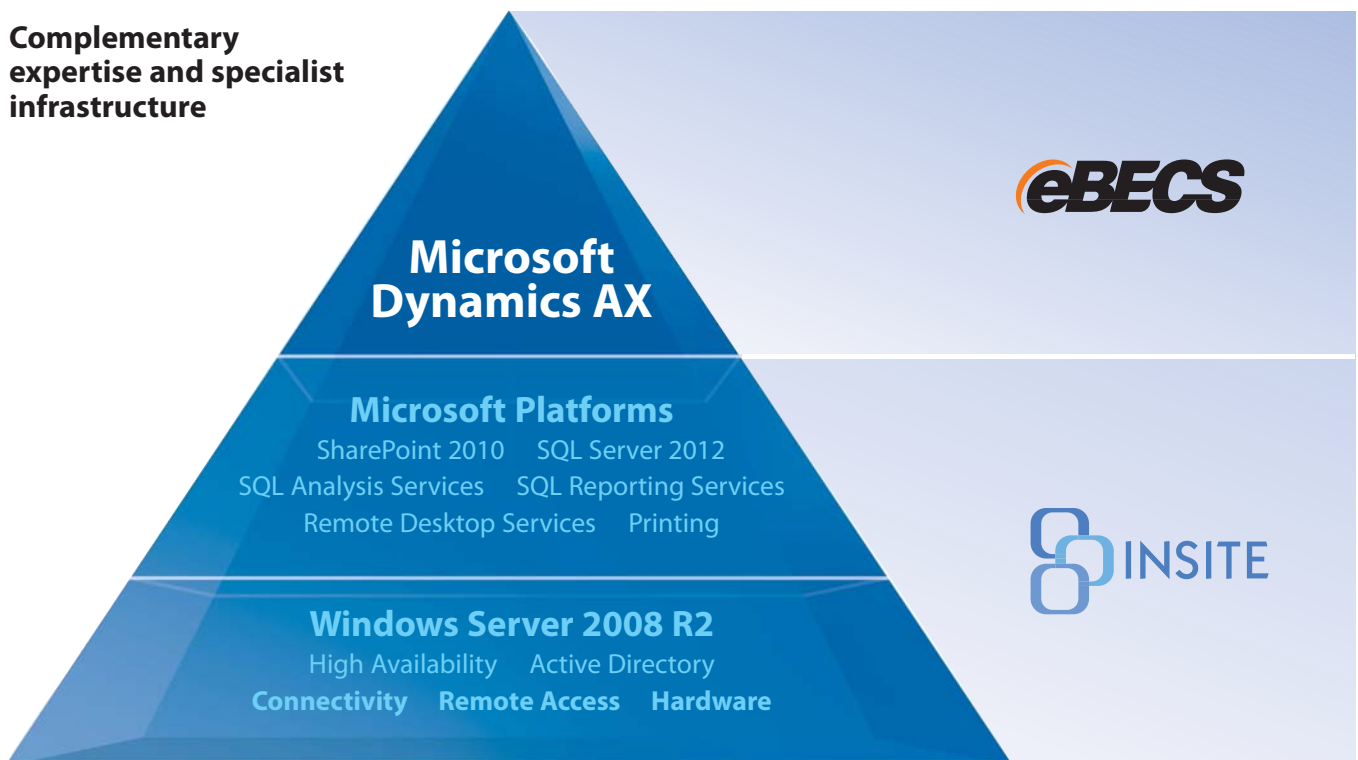 Complementary
expertise and specialist
infrastructure
eBECS
Microsoft
Dynamics AX
Microsoft Platforms
SharePoint 2010 SQL Server 2012
SQL Analysis Services SQL Reporting Services
Remote Desktop Services Printing
INSITE
Windows Server 2008 R2
High Availability Active Directory
Connectivity Remote Access Hardware